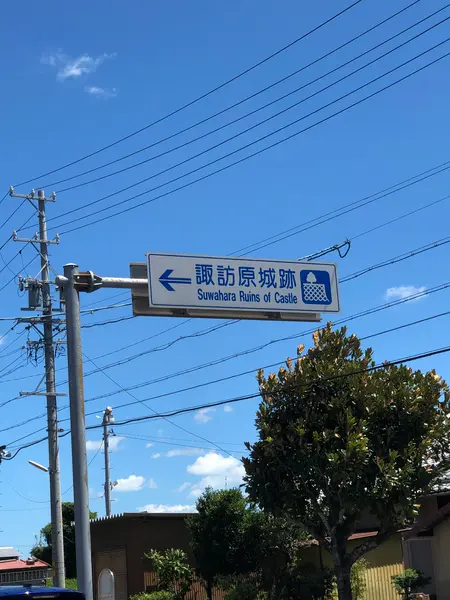 諏訪原城跡
Suwahara Ruins of Castle